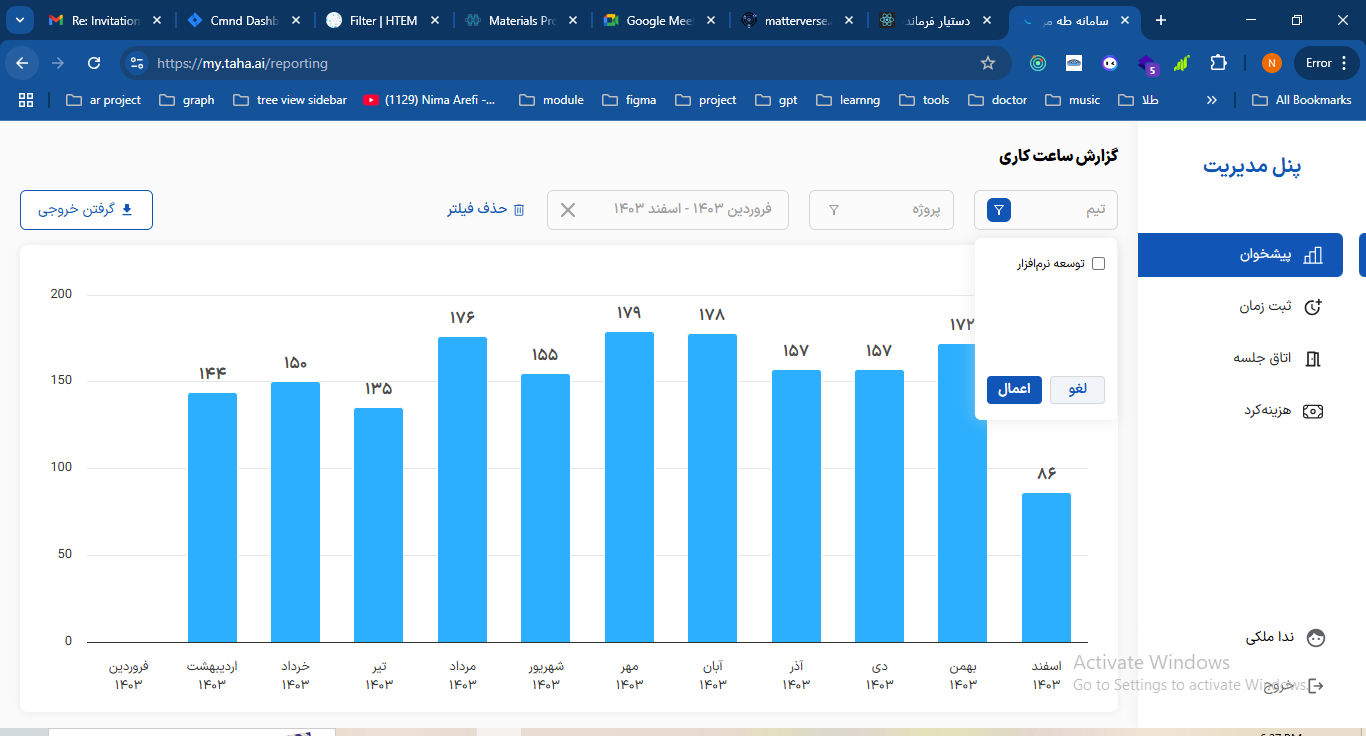 Re: Invitation
Cmnd Dashb
Filter | HTEM
Materials Pro
Google Meet
matterverse.
دستیار فرماند
سامانه طه مر
https://my.taha.ai/reporting
5
N
Error
ar project
graph
tree view sidebar
(1129) Nima Arefi -...
module
figma
project
gpt
learnng
tools
doctor
music
طلا
»
All Bookmarks
پنل مدیریت
پیشخوان
ثبت زمان
اتاق جلسه
هزینه‌کرد
ندا ملکی
خروج
گزارش ساعت کاری
تیم
پروژه
فروردین ۱۴۰۳ - اسفند ۱۴۰۳
حذف فیلتر
گرفتن خروجی
توسعه نرم‌افزار
لغو
اعمال
200
150
100
50
0
۱۴۴
۱۵۰
۱۳۵
۱۷۶
۱۵۵
۱۷۹
۱۷۸
۱۵۷
۱۵۷
۱۷۲
۸۶
فروردین
۱۴۰۳
اردیبهشت
۱۴۰۳
خرداد
۱۴۰۳
تیر
۱۴۰۳
مرداد
۱۴۰۳
شهریور
۱۴۰۳
مهر
۱۴۰۳
آبان
۱۴۰۳
آذر
۱۴۰۳
دی
۱۴۰۳
بهمن
۱۴۰۳
اسفند
۱۴۰۳
Activate Windows
Go to Settings to activate Windows.